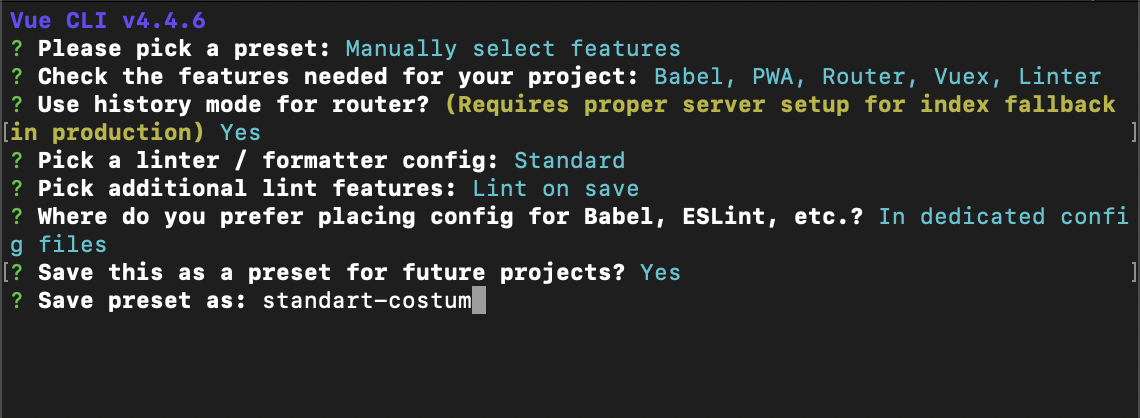 Vue CLI v4.4.6
? Please pick a preset: Manually select features
? Check the features needed for your project: Babel, PWA, Router, Vuex, Linter
? Use history mode for router? (Requires proper server setup for index fallback
[in production) Yes ]
? Pick a linter / formatter config: Standard
? Pick additional lint features: Lint on save
? Where do you prefer placing config for Babel, ESLint, etc.? In dedicated confi
g files
[? Save this as a preset for future projects? Yes ]
? Save preset as: standart-costum